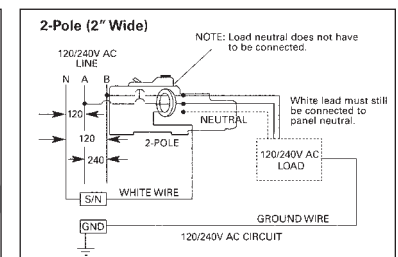 2-Pole (2" Wide)
NOTE: Load neutral does not have
to be connected.
120/240V AC
LINE
N A B
White lead must still
be connected to
panel neutral.
120
NEUTRAL
120
2-POLE
240
120/240V AC
LOAD
WHITE WIRE
S/N
GROUND WIRE
GND
120/240V AC CIRCUIT